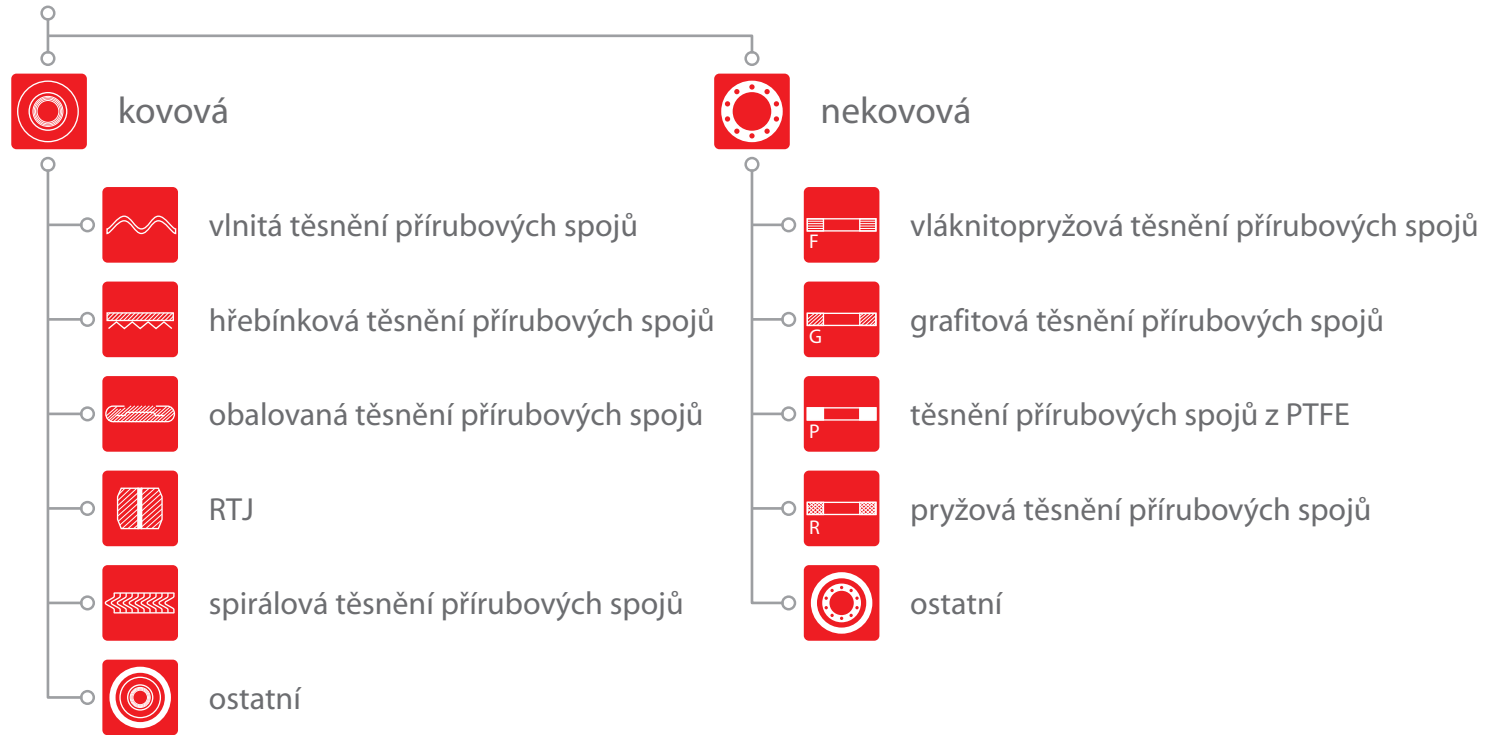 kovová
vlnitá těsnění přírubových spojů
hřebínková těsnění přírubových spojů
obalovaná těsnění přírubových spojů
RTJ
spirálová těsnění přírubových spojů
ostatní
nekovová
F
vláknitopryžová těsnění přírubových spojů
G
grafitová těsnění přírubových spojů
P
těsnění přírubových spojů z PTFE
R
pryžová těsnění přírubových spojů
ostatní